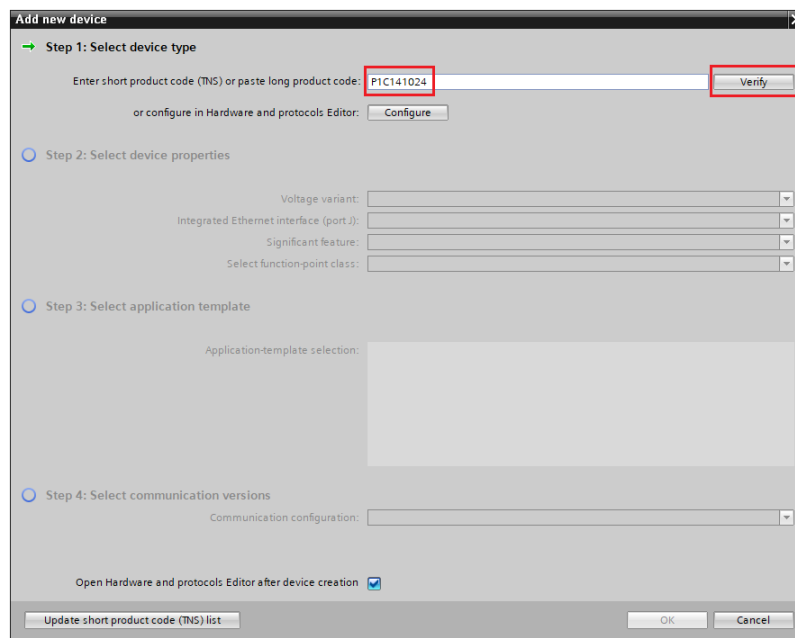 Add new device
Step 1: Select device type
Enter short product code (TNS) or paste long product code: P1C141024 Verify
or configure in Hardware and protocols Editor: Configure
Step 2: Select device properties
Voltage variant:
Integrated Ethernet interface (port J):
Significant feature:
Select function-point class:
Step 3: Select application template
Application-template selection:
Step 4: Select communication versions
Communication configuration:
Open Hardware and protocols Editor after device creation
Update short product code (TNS) list OK Cancel